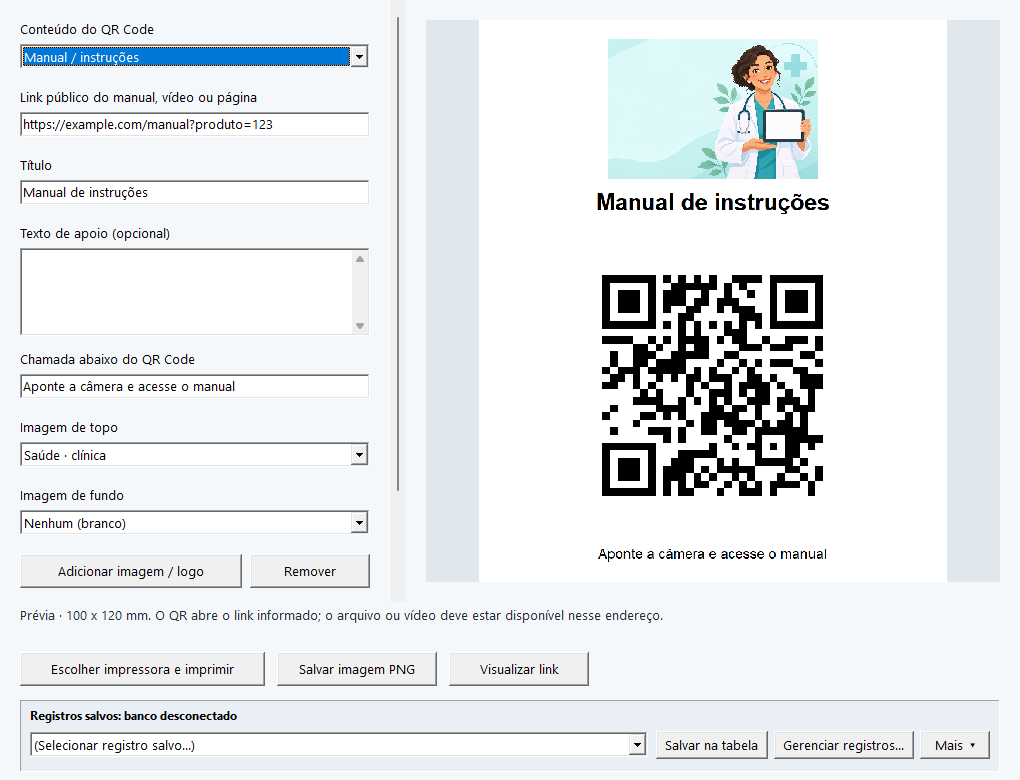 Conteúdo do QR Code
Manual / instruções
Link público do manual, vídeo ou página
https://example.com/manual?produto=123
Título
Manual de instruções
Texto de apoio (opcional)
Chamada abaixo do QR Code
Aponte a câmera e acesse o manual
Imagem de topo
Saúde · clínica
Imagem de fundo
Nenhum (branco)
Adicionar imagem / logo
Remover
Manual de instruções
Aponte a câmera e acesse o manual
Prévia · 100 x 120 mm. O QR abre o link informado; o arquivo ou vídeo deve estar disponível nesse endereço.
Escolher impressora e imprimir
Salvar imagem PNG
Visualizar link
Registros salvos: banco desconectado
(Selecionar registro salvo...)
Salvar na tabela
Gerenciar registros...
Mais